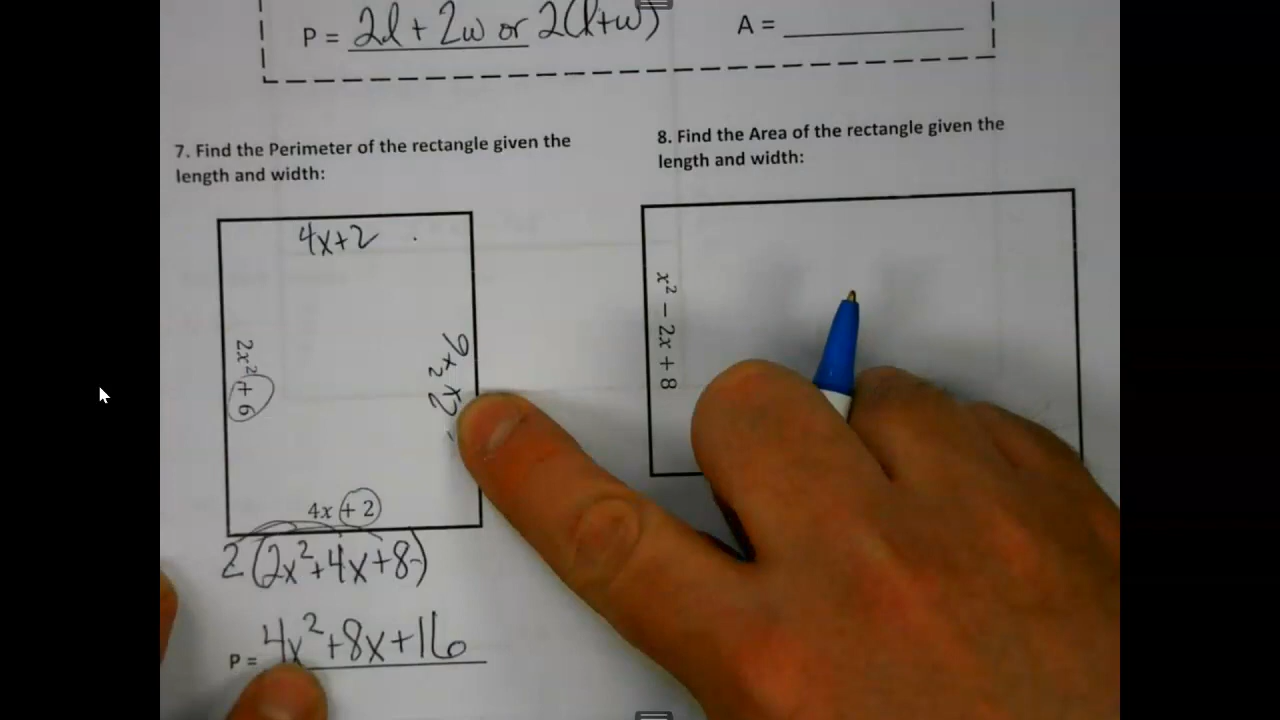 P = 2l + 2w or 2(l+w)
A =
7. Find the Perimeter of the rectangle given the
length and width:
4x+2
2x² + 6
4x + 2
2(2x²+4x+8)
P = 4x²+8x+16
8. Find the Area of the rectangle given the
length and width:
x² − 2x + 8